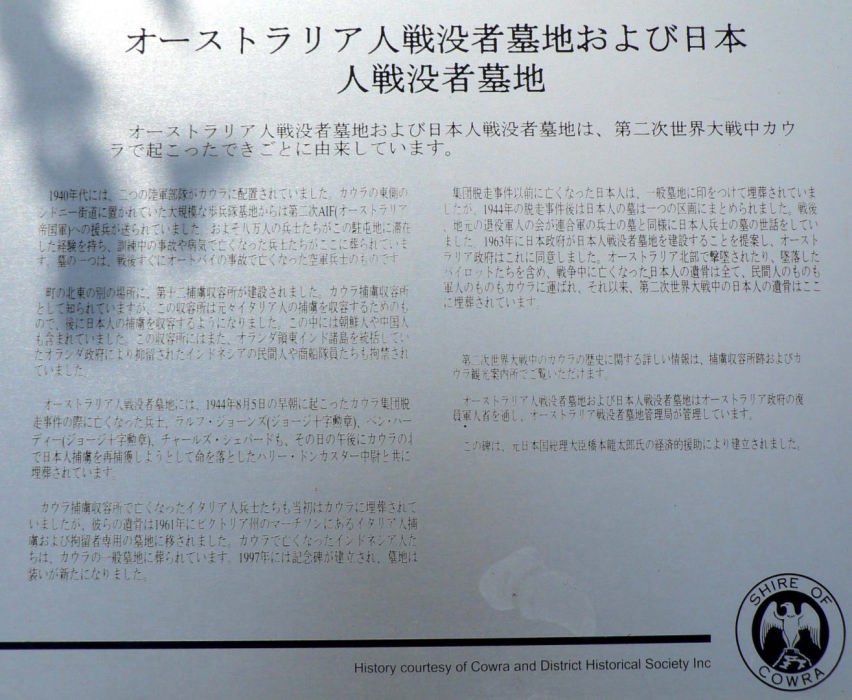 オーストラリア人戦没者墓地および日本
人戦没者墓地
オーストラリア人戦没者墓地および日本人戦没者墓地は、第二次世界大戦中カウ
ラで起こったできごとに由来しています。
1940年代には、二つの陸軍部隊がカウラに配置されていました。カウラの東側の
シドニー街道に置かれていた大規模な歩兵隊基地からは第二次AIF(オーストラリア
帝国軍)への援兵が送られていました。およそ八万人の兵士たちがこの駐屯地に滞在
した経験を持ち、訓練中の事故や病気で亡くなった兵士たちがここに葬られていま
す。墓の一つは、戦後すぐにオートバイの事故で亡くなった空軍兵士のものです
町の北東の別の場所に、第十二捕虜収容所が建設されました。カウラ捕虜収容所
として知られていますが、この収容所は元々イタリア人の捕虜を収容するためのも
ので、後に日本人の捕虜を収容するようになりました。この中には朝鮮人や中国人
も含まれていました。この収容所にはまた、オランダ領東インド諸島を統括してい
たオランダ政府により抑留されたインドネシアの民間人や商船隊員たちも拘禁され
ていました。
オーストラリア人戦没者墓地には、1944年8月5日の早朝に起こったカウラ集団脱
走事件の際に亡くなった兵士、ラルフ・ジョーンズ(ジョージ十字勲章)、ベン・ハー
ディー(ジョージ十字勲章)、チャールズ・シェパードも、その日の午後にカウラの北
で日本人捕虜を再捕獲しようとして命を落としたハリー・ドンカスター中尉と共に
埋葬されています。
カウラ捕虜収容所で亡くなったイタリア人兵士たちも当初はカウラに埋葬されて
いましたが、彼らの遺骨は1961年にビクトリア州のマーチソンにあるイタリア人捕
虜および拘留者専用の墓地に移されました。カウラで亡くなったインドネシア人た
ちは、カウラの一般墓地に葬られています。1997年には記念碑が建立され、墓地は
装いが新たになりました。
集団脱走事件以前に亡くなった日本人は、一般墓地に印をつけて埋葬されていま
したが、1944年の脱走事件後は日本人の墓は一つの区画にまとめられました。戦後
、地元の退役軍人の会が連合軍の兵士の墓と同様に日本人兵士の墓の世話をしてい
ました。1963年に日本政府が日本人戦没者墓地を建設することを提案し、オースト
ラリア政府はこれに同意しました。オーストラリア北部で撃墜されたり、墜落した
パイロットたちを含め、戦争中に亡くなった日本人の遺骨は全て、民間人のものも
軍人のものもカウラに運ばれ、それ以来、第二次世界大戦中の日本人の遺骨はここ
に埋葬されています。
第二次世界大戦中のカウラの歴史に関する詳しい情報は、捕虜収容所跡およびカ
ウラ観光案内所でご覧いただけます。
オーストラリア人戦没者墓地および日本人戦没者墓地はオーストラリア政府の復
員軍人省を通し、オーストラリア戦没者墓地管理局が管理しています。
この碑は、元日本国総理大臣橋本龍太郎氏の経済的援助により建立されました。
History courtesy of Cowra and District Historical Society Inc
SHIRE OF
COWRA